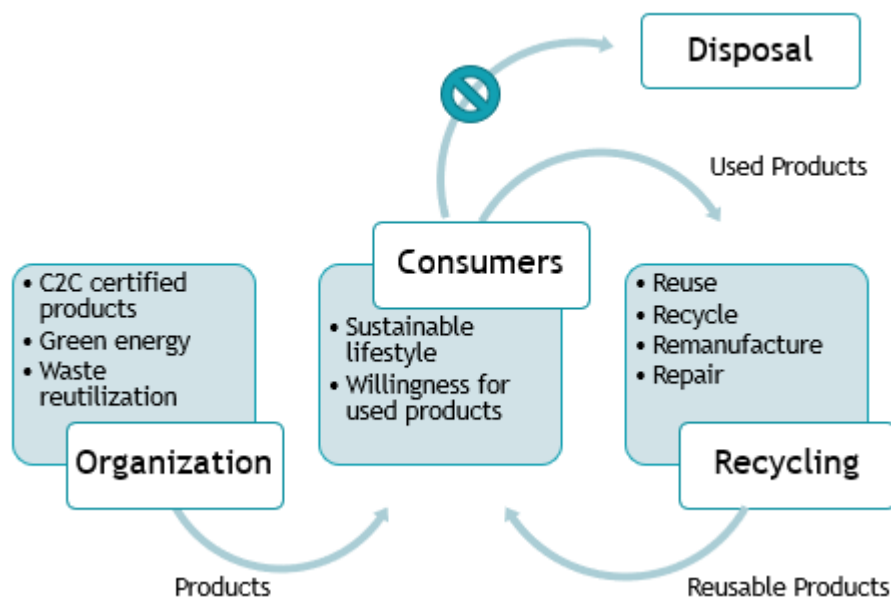 Disposal
Used Products
Consumers
• C2C certified
products
• Green energy
• Waste
reutilization
Organization
• Sustainable
lifestyle
• Willingness for
used products
• Reuse
• Recycle
• Remanufacture
• Repair
Recycling
Products
Reusable Products